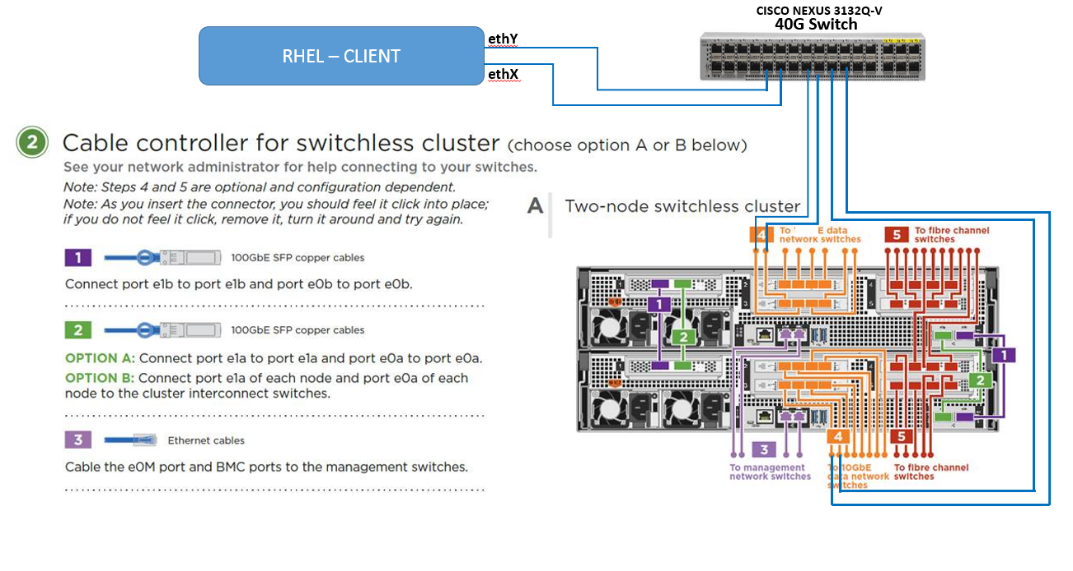 CISCO NEXUS 3132Q-V
40G Switch
RHEL – CLIENT
ethY
ethX
2
Cable controller for switchless cluster (choose option A or B below)
See your network administrator for help connecting to your switches.
Note: Steps 4 and 5 are optional and configuration dependent.
Note: As you insert the connector, you should feel it click into place;
if you do not feel it click, remove it, turn it around and try again.
A
Two-node switchless cluster
1
100GbE SFP copper cables
Connect port e1b to port e1b and port e0b to port e0b.
2
100GbE SFP copper cables
OPTION A: Connect port e1a to port e1a and port e0a to port e0a.
OPTION B: Connect port e1a of each node and port e0a of each
node to the cluster interconnect switches.
3
Ethernet cables
Cable the e0M port and BMC ports to the management switches.
4
To E data
network switches
5
To fibre channel
switches
1
2
1
2
3
To management
network switches
4
To 10GbE
data network
switches
5
To fibre channel
switches